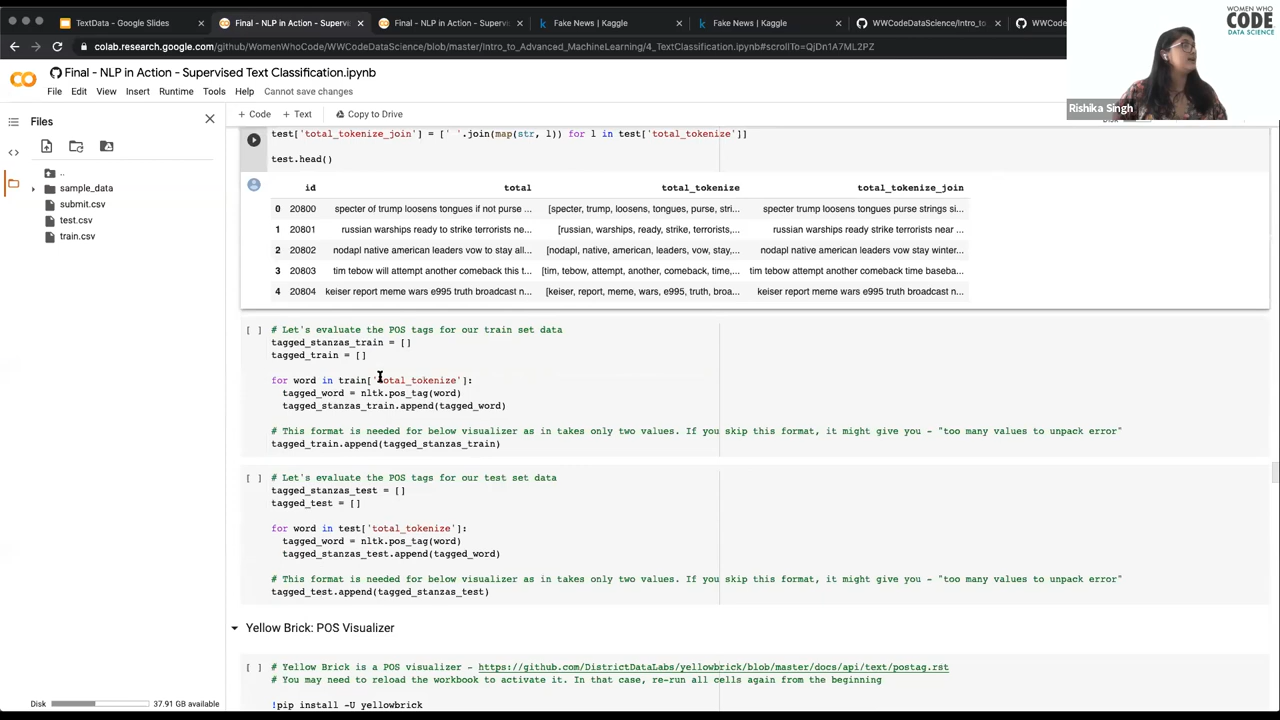 TextData - Google Slides
Final - NLP in Action - Supervis
Final - NLP in Action - Supervis
Fake News | Kaggle
Fake News | Kaggle
WWCodeDataScience/Intro_to
WWCode
WOMEN WHO
CODE
DATA SCIENCE
colab.research.google.com/github/WomenWhoCode/WWCodeDataScience/blob/master/Intro_to_Advanced_MachineLearning/4_TextClassification.ipynb#scrollTo=QjDn1A7ML2PZ
Final - NLP in Action - Supervised Text Classification.ipynb
File Edit View Insert Runtime Tools Help Cannot save changes
Rishika Singh
Files
+ Code + Text Copy to Drive
Disk
..
sample_data
submit.csv
test.csv
train.csv
test['total_tokenize_join'] = [' '.join(map(str, l)) for l in test['total_tokenize']]
test.head()
id total total_tokenize total_tokenize_join
0 20800 specter of trump loosens tongues if not purse ... [specter, trump, loosens, tongues, purse, stri... specter trump loosens tongues purse strings si...
1 20801 russian warships ready to strike terrorists ne... [russian, warships, ready, strike, terrorists,... russian warships ready strike terrorists near ...
2 20802 nodapl native american leaders vow to stay all... [nodapl, native, american, leaders, vow, stay,... nodapl native american leaders vow stay winter...
3 20803 tim tebow will attempt another comeback this t... [tim, tebow, attempt, another, comeback, time,... tim tebow attempt another comeback time baseba...
4 20804 keiser report meme wars e995 truth broadcast n... [keiser, report, meme, wars, e995, truth, broa... keiser report meme wars e995 truth broadcast n...
[ ] # Let's evaluate the POS tags for our train set data
tagged_stanzas_train = []
tagged_train = []
for word in train['total_tokenize']:
tagged_word = nltk.pos_tag(word)
tagged_stanzas_train.append(tagged_word)
# This format is needed for below visualizer as in takes only two values. If you skip this format, it might give you - "too many values to unpack error"
tagged_train.append(tagged_stanzas_train)
[ ] # Let's evaluate the POS tags for our test set data
tagged_stanzas_test = []
tagged_test = []
for word in test['total_tokenize']:
tagged_word = nltk.pos_tag(word)
tagged_stanzas_test.append(tagged_word)
# This format is needed for below visualizer as in takes only two values. If you skip this format, it might give you - "too many values to unpack error"
tagged_test.append(tagged_stanzas_test)
Yellow Brick: POS Visualizer
[ ] # Yellow Brick is a POS visualizer - https://github.com/DistrictDataLabs/yellowbrick/blob/master/docs/api/text/postag.rst
# You may need to reload the workbook to activate it. In that case, re-run all cells again from the beginning
!pip install -U yellowbrick
Disk 37.91 GB available